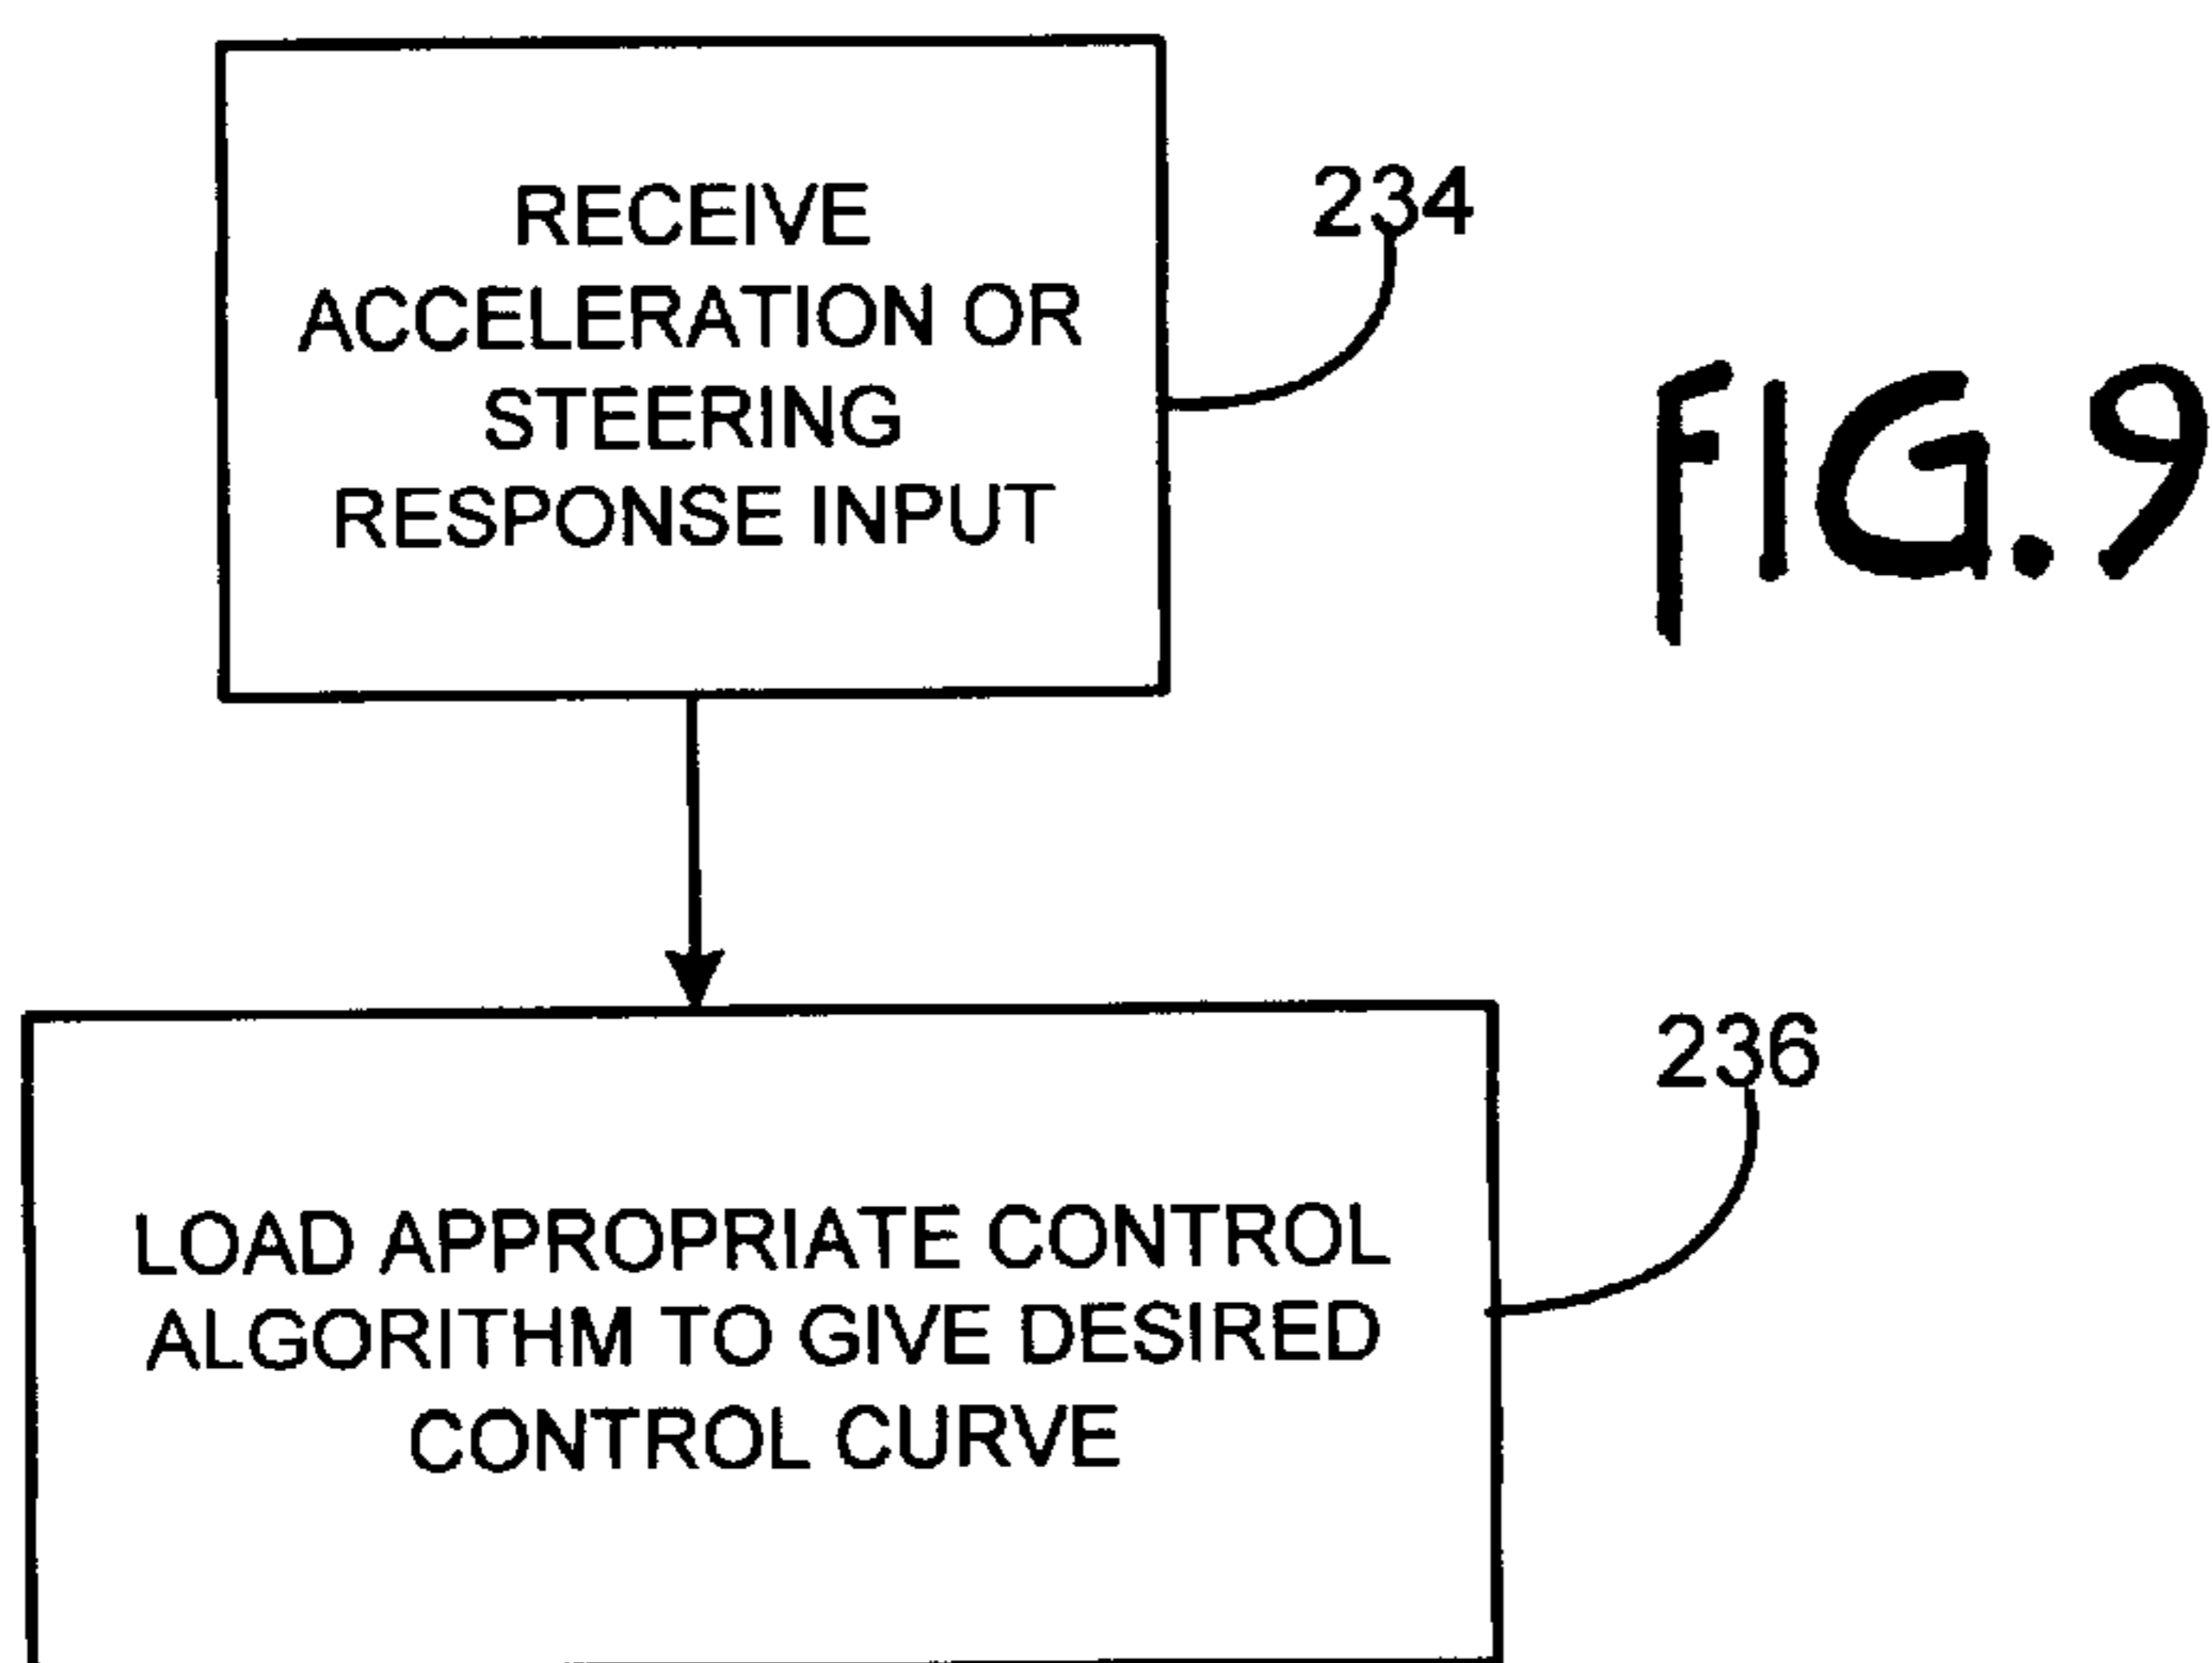 RECEIVE
ACCELERATION OR
STEERING
RESPONSE INPUT
234
FIG.9
LOAD APPROPRIATE CONTROL
ALGORITHM TO GIVE DESIRED
CONTROL CURVE
236